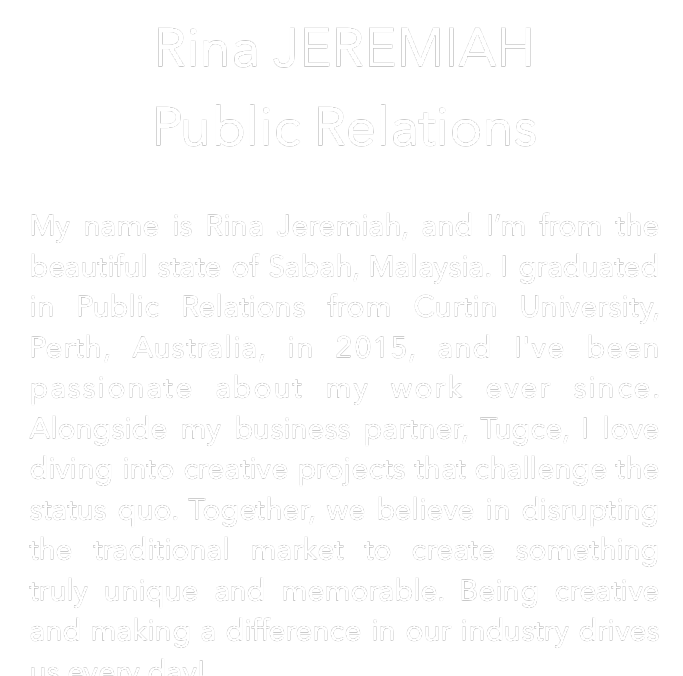 Rina JEREMIAH
Public Relations
My name is Rina Jeremiah, and I'm from the
beautiful state of Sabah, Malaysia. I graduated
in Public Relations from Curtin University,
Perth, Australia, in 2015, and I've been
passionate about my work ever since.
Alongside my business partner, Tugce, I love
diving into creative projects that challenge the
status quo. Together, we believe in disrupting
the traditional market to create something
truly unique and memorable. Being creative
and making a difference in our industry drives
us every day!